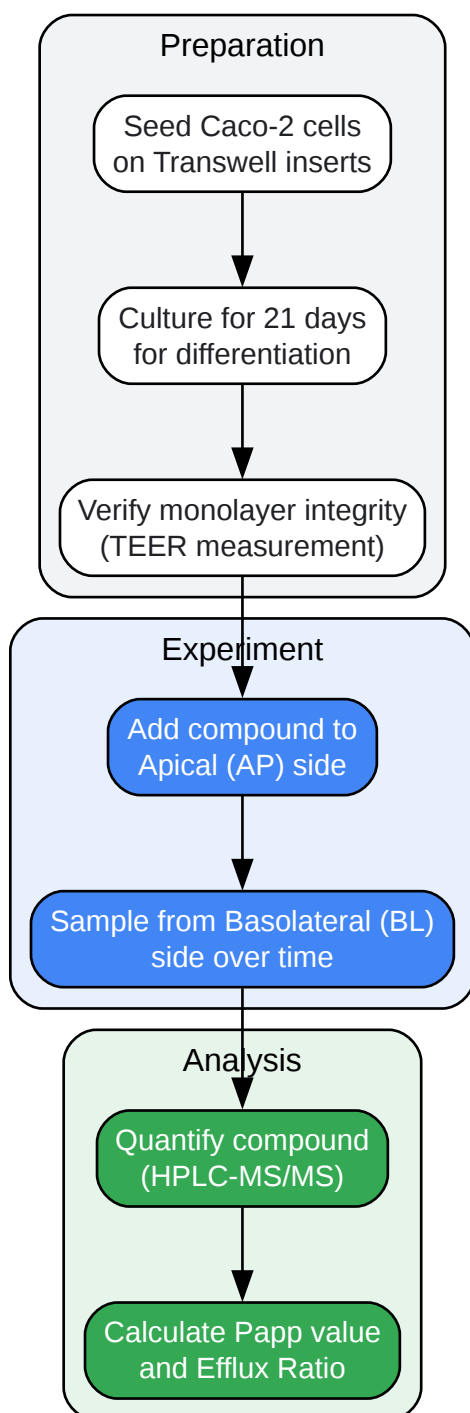 Preparation
Seed Caco-2 cells
on Transwell inserts
Culture for 21 days
for differentiation
Verify monolayer integrity
(TEER measurement)
Experiment
Add compound to
Apical (AP) side
Sample from Basolateral (BL)
side over time
Analysis
Quantify compound
(HPLC-MS/MS)
Calculate Papp value
and Efflux Ratio